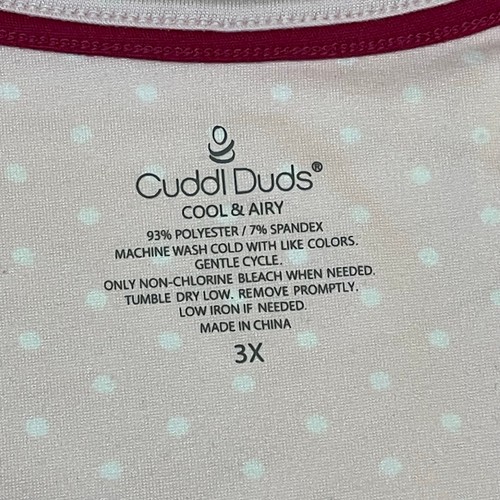 Cuddl Duds®
COOL & AIRY
93% POLYESTER / 7% SPANDEX
MACHINE WASH COLD WITH LIKE COLORS.
GENTLE CYCLE.
ONLY NON-CHLORINE BLEACH WHEN NEEDED.
TUMBLE DRY LOW. REMOVE PROMPTLY.
LOW IRON IF NEEDED.
MADE IN CHINA
3X